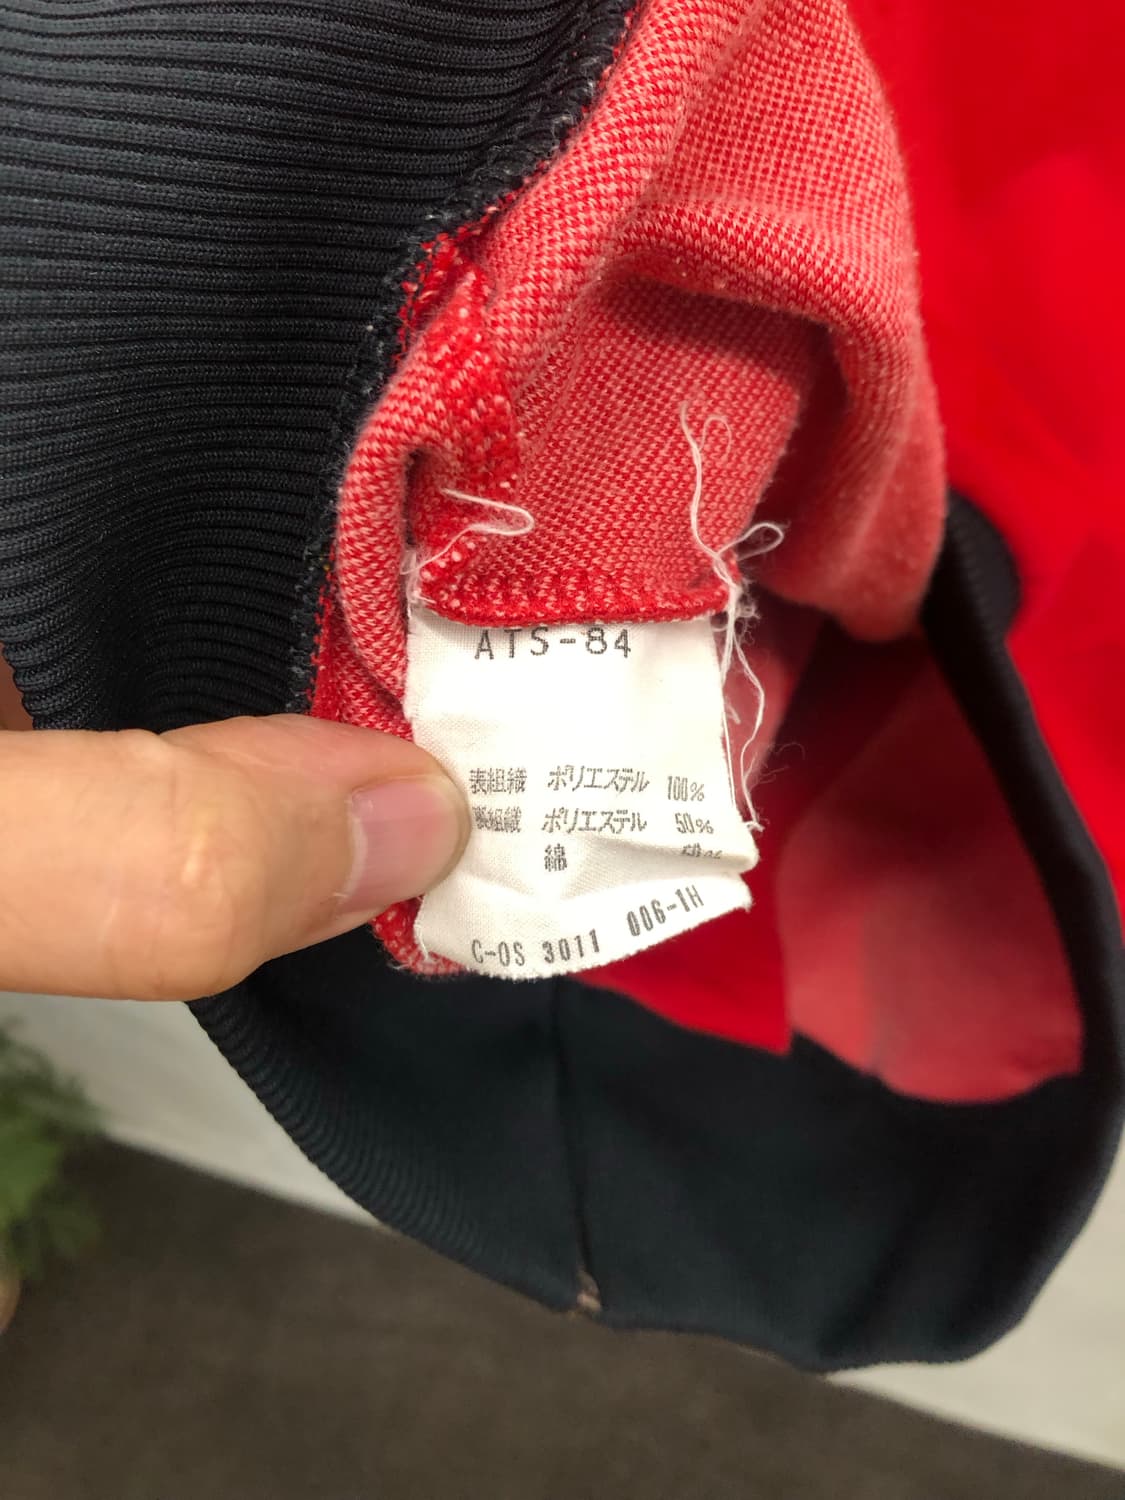 ATS-84
表組織 ポリエステル 100%
裏組織 ポリエステル 50%
綿 50%
C-OS 3011 006-1H